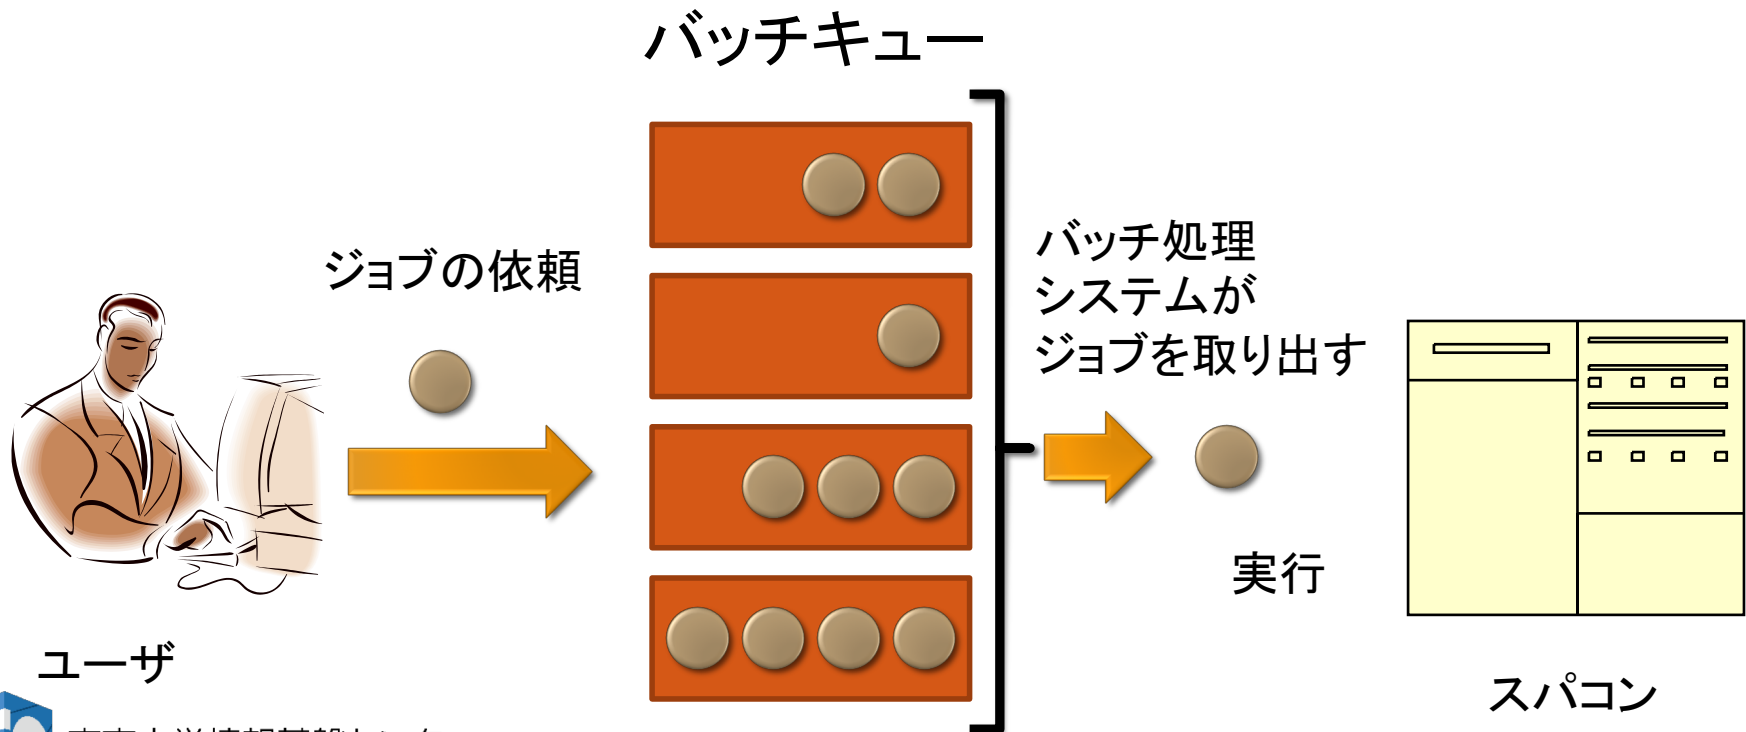 バッチキュー
ジョブの依頼
バッチ処理
システムが
ジョブを取り出す
実行
ユーザ
スパコン